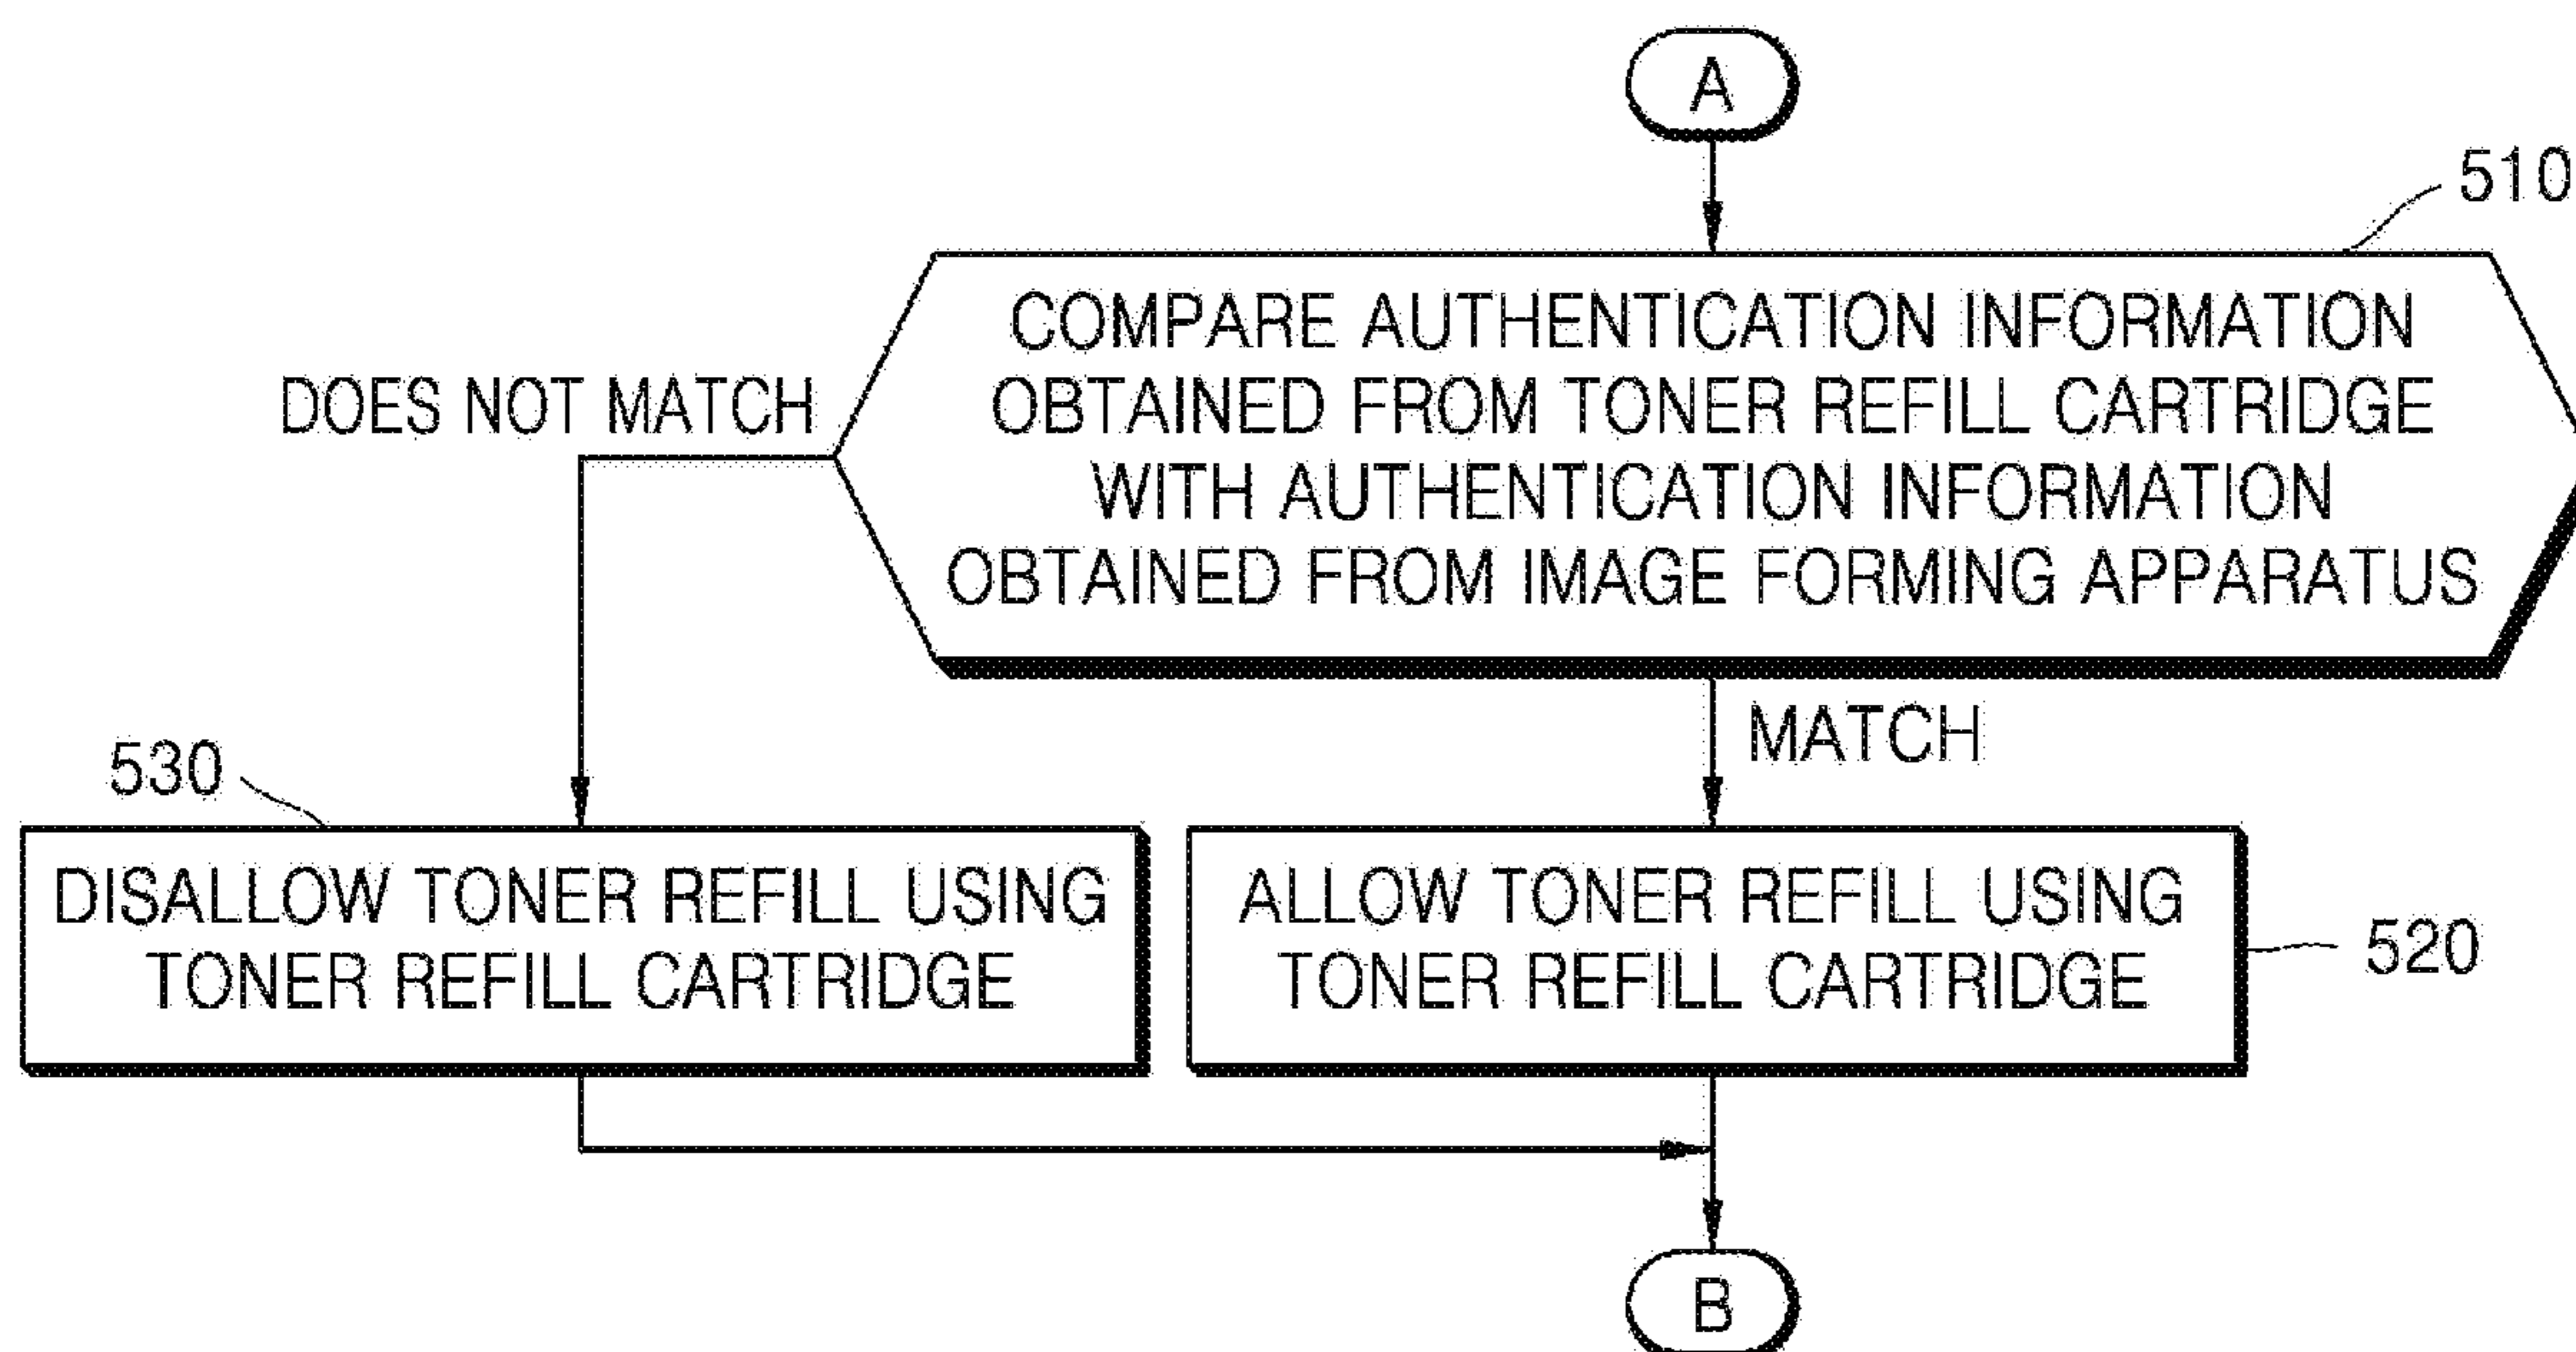 A
510
COMPARE AUTHENTICATION INFORMATION
OBTAINED FROM TONER REFILL CARTRIDGE
WITH AUTHENTICATION INFORMATION
OBTAINED FROM IMAGE FORMING APPARATUS
DOES NOT MATCH
MATCH
530
DISALLOW TONER REFILL USING
TONER REFILL CARTRIDGE
ALLOW TONER REFILL USING
TONER REFILL CARTRIDGE
520
B